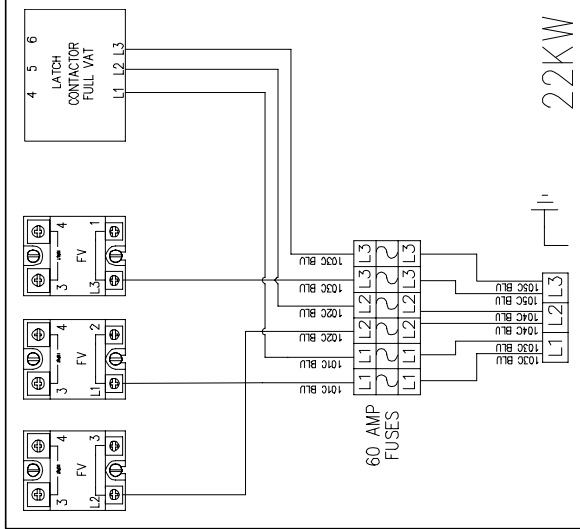 4 5 6
LATCH
CONTACTOR
FULL VAT
L1 L2 L3
3 4
FV
L3 1
3 4
FV
L1 2
3 4
FV
L2 3
101C BLU
101C BLU
102C BLU
102C BLU
103C BLU
103C BLU
L1 L1 L2 L2 L3 L3
60 AMP
FUSES
L1 L1 L2 L2 L3 L3
103C BLU
103C BLU
104C BLU
104C BLU
105C BLU
105C BLU
L1 L2 L3
22KW